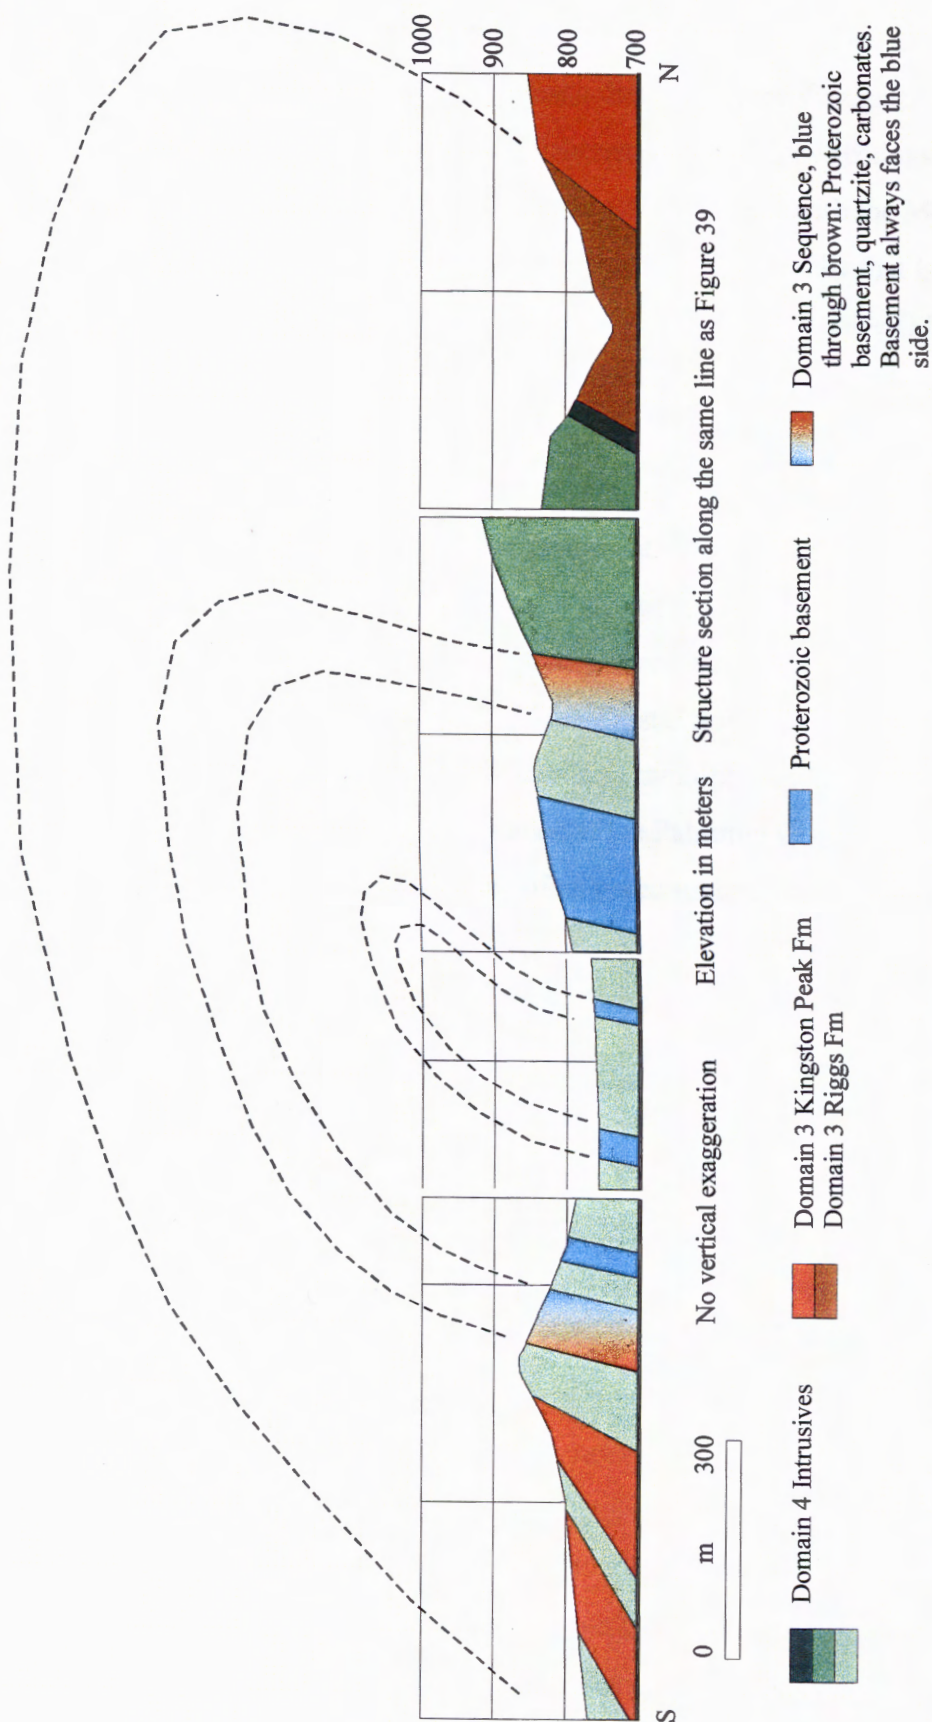 1000
900
800
700
S
N
0 m 300
No vertical exaggeration
Elevation in meters
Structure section along the same line as Figure 39
Domain 4 Intrusives
Domain 3 Kingston Peak Fm
Domain 3 Riggs Fm
Proterozoic basement
Domain 3 Sequence, blue
through brown: Proterozoic
basement, quartzite, carbonates.
Basement always faces the blue
side.